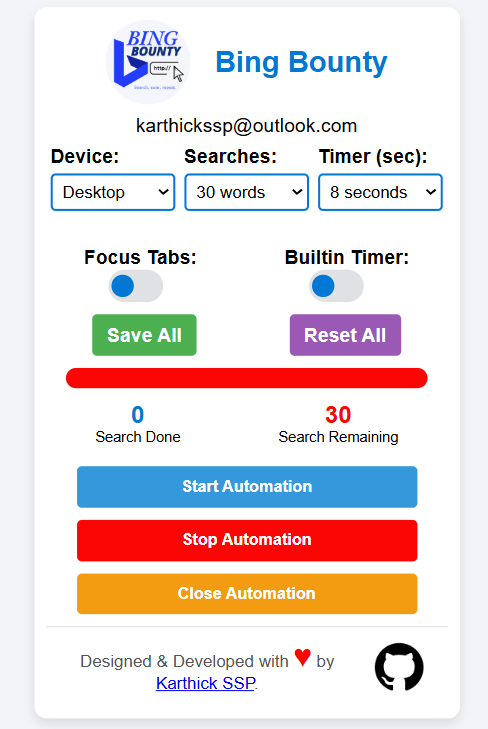 BING
BOUNTY
http://
Search, earn, repeat.
Bing Bounty
karthickssp@outlook.com
Device: Searches: Timer (sec):
Desktop 30 words 8 seconds
Focus Tabs: Builtin Timer:
Save All Reset All
0 30
Search Done Search Remaining
Start Automation
Stop Automation
Close Automation
Designed & Developed with ♥ by
Karthick SSP.